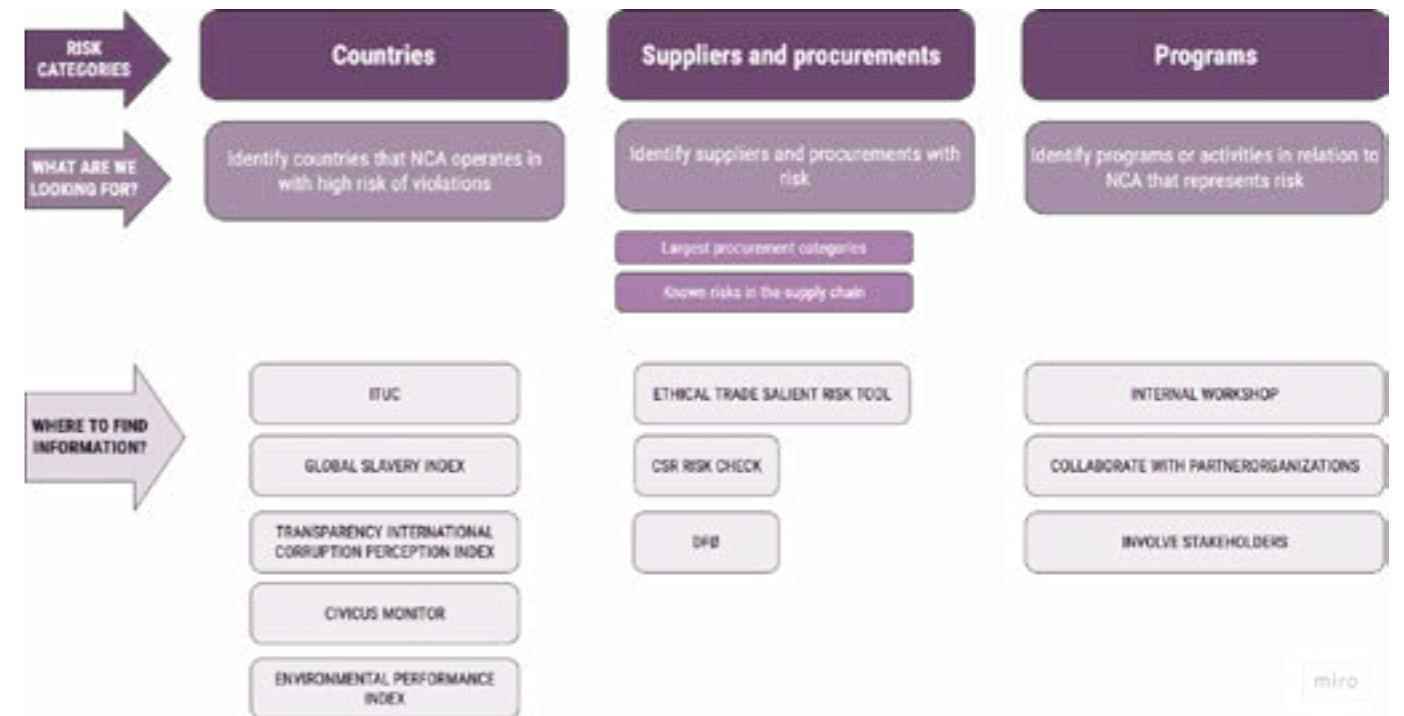 RISK
CATEGORIES
Countries
Suppliers and procurements
Programs
WHAT ARE WE
LOOKING FOR?
Identify countries that NCA operates in
with high risk of violations
Identify suppliers and procurements with
risk
Identify programs or activities in relation to
NCA that represents risk
Largest procurement categories
Known risks in the supply chain
WHERE TO FIND
INFORMATION?
ITUC
GLOBAL SLAVERY INDEX
TRANSPARENCY INTERNATIONAL
CORRUPTION PERCEPTION INDEX
CIVICUS MONITOR
ENVIRONMENTAL PERFORMANCE
INDEX
ETHICAL TRADE SALIENT RISK TOOL
CSR RISK CHECK
DFØ
INTERNAL WORKSHOP
COLLABORATE WITH PARTNERORGANIZATIONS
INVOLVE STAKEHOLDERS
miro